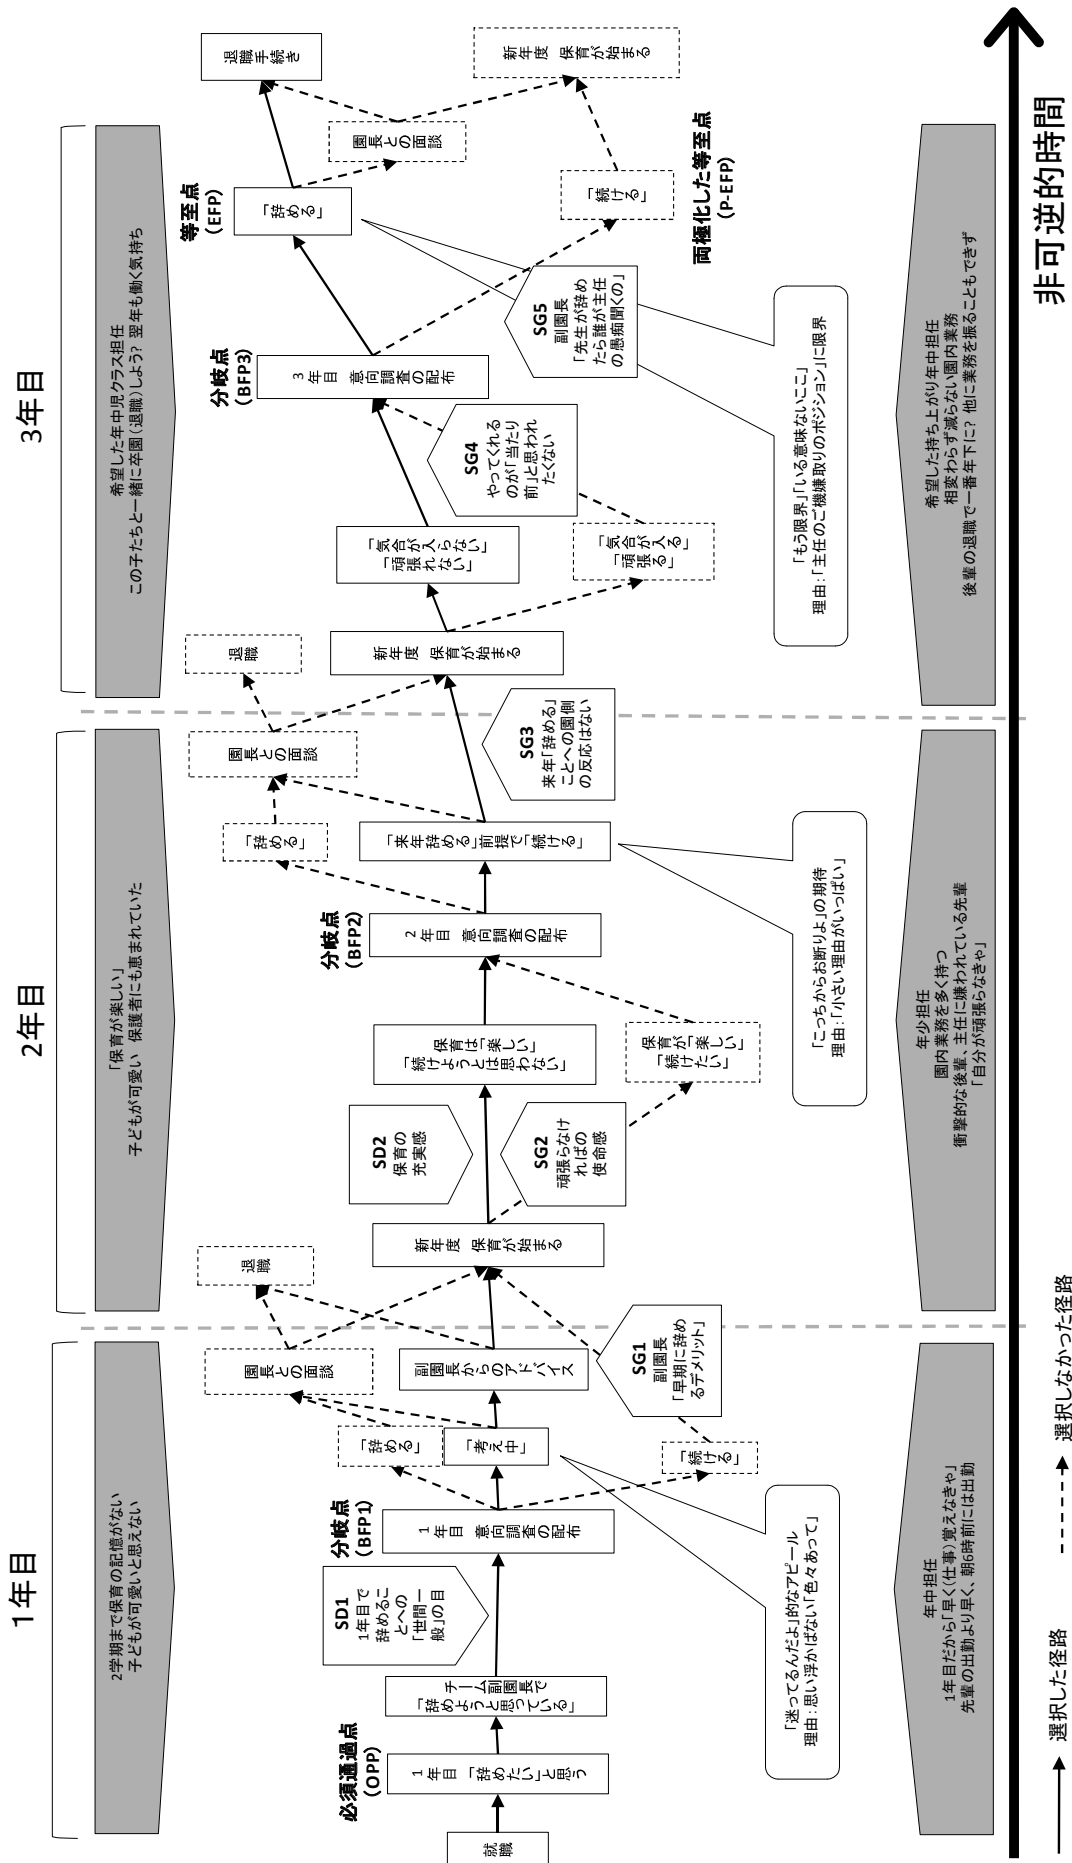 1年目
2年目
3年目
2学期まで保育の記憶がない
子どもが可愛いと思えない
「保育が楽しい」
子どもが可愛い　保護者にも恵まれていた
希望した年中児クラス担任
この子たちと一緒に卒園（退職）しよう？ 翌年も働く気持ち
就職
必須通過点
（OPP）
1年目　「辞めたい」と思う
チーム副園長で
「辞めようと思っている」
SD1
1年目で
辞めるこ
とへの
「世間一
般」の目
分岐点
（BFP1）
1年目　意向調査の配布
「辞める」
「考え中」
「続ける」
園長との面談
副園長からのアドバイス
SG1
副園長
「早期に辞め
るデメリット」
退職
新年度　保育が始まる
SD2
保育の
充実感
SG2
頑張らなけ
ればの
使命感
保育は「楽しい」
「続けようとは思わない」
保育が「楽しい」
「続けたい」
分岐点
（BFP2）
2年目　意向調査の配布
「辞める」
「来年辞める」前提で「続ける」
園長との面談
SG3
来年「辞める」
ことへの園側
の反応はない
退職
新年度　保育が始まる
「気合が入らない」
「頑張れない」
「気合が入る」
「頑張る」
SG4
やってくれる
のが「当たり
前」と思われ
たくない
分岐点
（BFP3）
3年目　意向調査の配布
SG5
副園長
「先生が辞め
たら誰が主任
の愚痴聞くの」
等至点
（EFP）
「辞める」
「続ける」
両極化した等至点
（P-EFP）
園長との面談
退職手続き
新年度　保育が始まる
「迷ってるんだよ」的なアピール
理由：思い浮かばない「色々あって」
「こっちからお断りよ」の期待
理由：「小さい理由がいっぱい」
「もう限界」「いる意味ないここ」
理由：「主任のご機嫌取りのポジション」に限界
年中担任
1年目だから「早く（仕事）覚えなきゃ」
先輩の出勤より早く、朝6時前には出勤
年少担任
園内業務を多く持つ
衝撃的な後輩、主任に嫌われている先輩
「自分が頑張らなきゃ」
希望した持ち上がり年中担任
相変わらず減らない園内業務
後輩の退職で一番年下に？ 他に業務を振ることもできず
非可逆的時間
選択した径路
選択しなかった径路